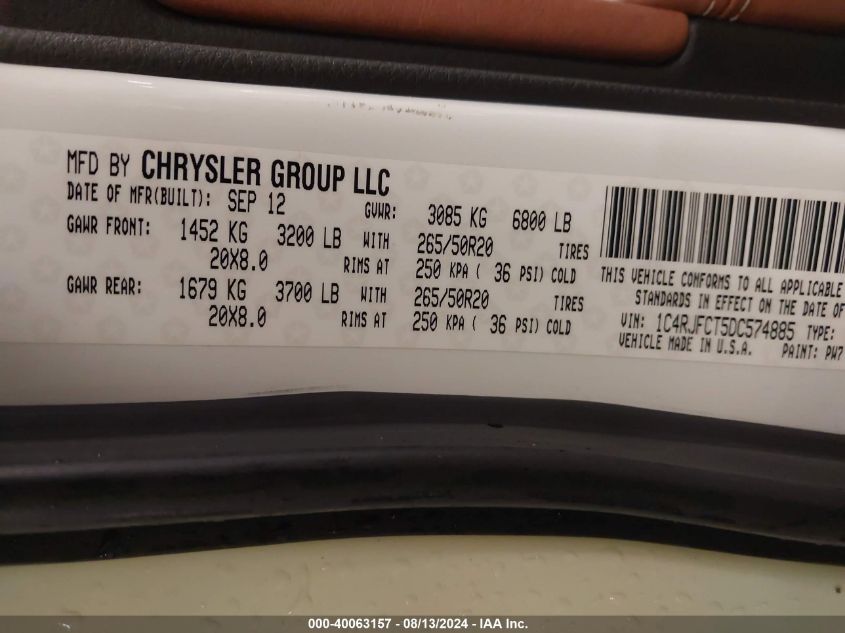 MFD BY CHRYSLER GROUP LLC
DATE OF MFR(BUILT): SEP 12 GVWR: 3085 KG 6800 LB
GAWR FRONT: 1452 KG 3200 LB WITH 265/50R20 TIRES
20X8.0 RIMS AT 250 KPA ( 36 PSI) COLD
GAWR REAR: 1679 KG 3700 LB WITH 265/50R20 TIRES
20X8.0 RIMS AT 250 KPA ( 36 PSI) COLD
THIS VEHICLE CONFORMS TO ALL APPLICABLE
STANDARDS IN EFFECT ON THE DATE OF
VIN: 1C4RJFCT5DC574885 TYPE:
VEHICLE MADE IN U.S.A. PAINT: PW7
000-40063157 - 08/13/2024 - IAA Inc.